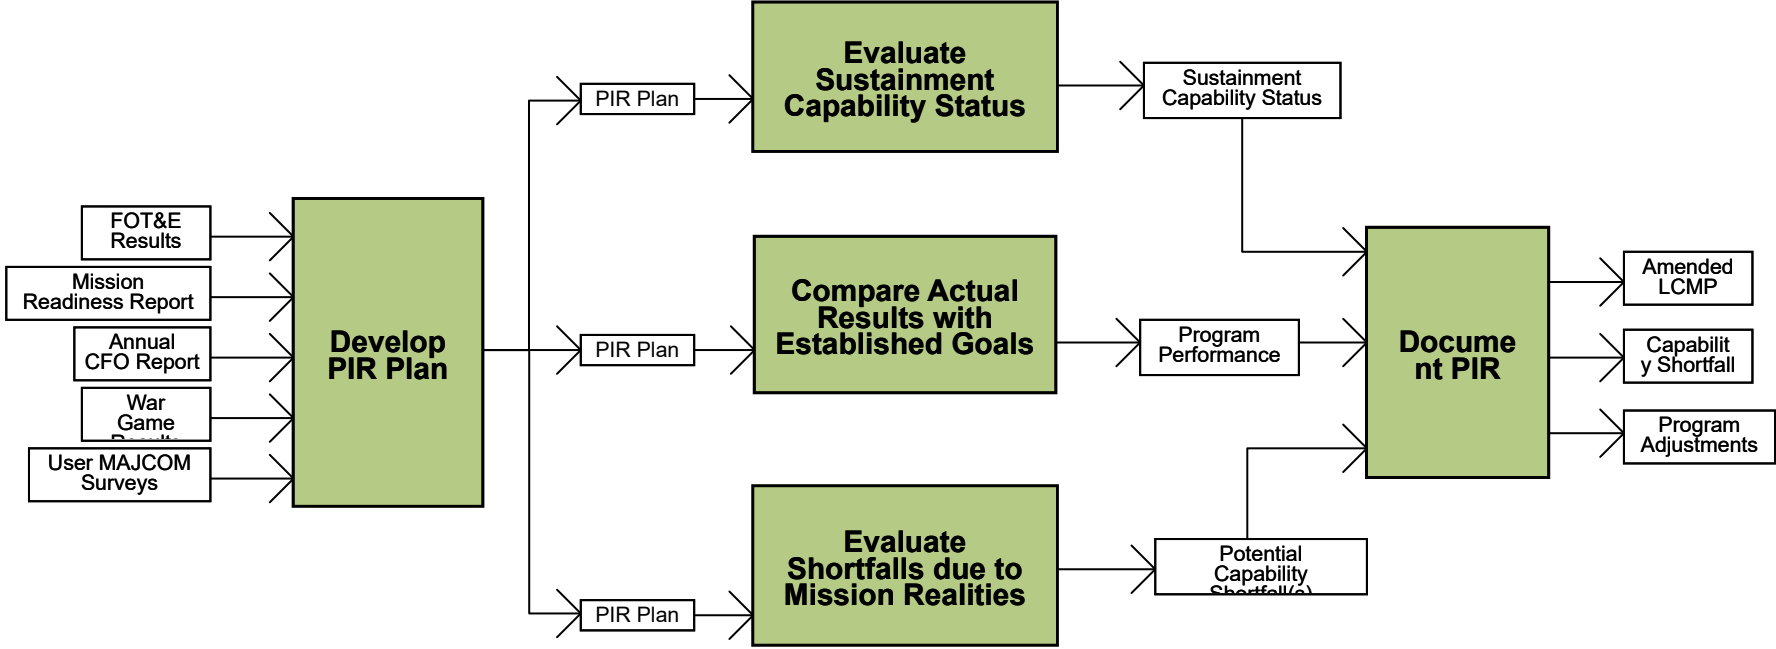 FOT&E
Results
Mission
Readiness Report
Annual
CFO Report
War
Game
Results
User MAJCOM
Surveys
Develop
PIR Plan
PIR Plan
PIR Plan
PIR Plan
Evaluate
Sustainment
Capability Status
Compare Actual
Results with
Established Goals
Evaluate
Shortfalls due to
Mission Realities
Sustainment
Capability Status
Program
Performance
Potential
Capability
Shortfall(s)
Docume
nt PIR
Amended
LCMP
Capabilit
y Shortfall
Program
Adjustments